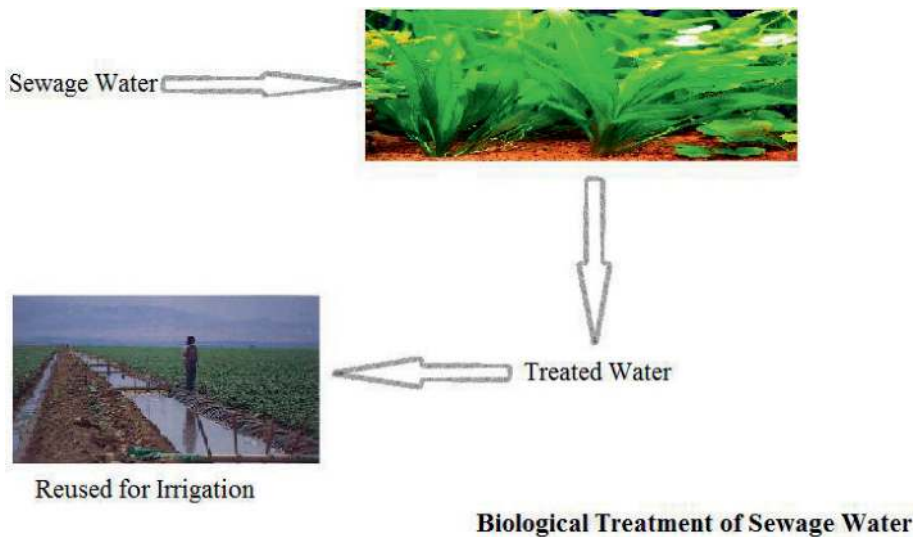 Sewage Water
Treated Water
Reused for Irrigation
Biological Treatment of Sewage Water